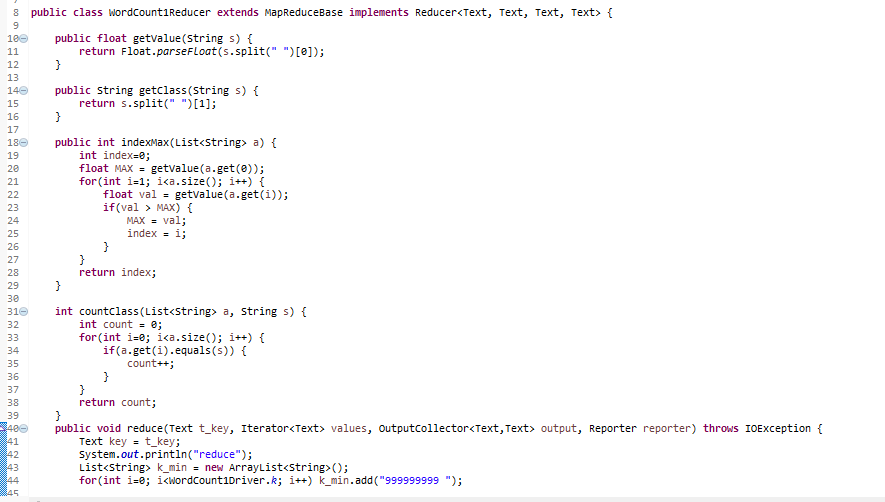 8 public class WordCount1Reducer extends MapReduceBase implements Reducer<Text, Text, Text, Text> {
9
10 public float getValue(String s) {
11 return Float.parseFloat(s.split(" ")[0]);
12 }
13
14 public String getClass(String s) {
15 return s.split(" ")[1];
16 }
17
18 public int indexMax(List<String> a) {
19 int index=0;
20 float MAX = getValue(a.get(0));
21 for(int i=1; i<a.size(); i++) {
22 float val = getValue(a.get(i));
23 if(val > MAX) {
24 MAX = val;
25 index = i;
26 }
27 }
28 return index;
29 }
30
31 int countClass(List<String> a, String s) {
32 int count = 0;
33 for(int i=0; i<a.size(); i++) {
34 if(a.get(i).equals(s)) {
35 count++;
36 }
37 }
38 return count;
39 }
40 public void reduce(Text t_key, Iterator<Text> values, OutputCollector<Text,Text> output, Reporter reporter) throws IOException {
41 Text key = t_key;
42 System.out.println("reduce");
43 List<String> k_min = new ArrayList<String>();
44 for(int i=0; i<WordCount1Driver.k; i++) k_min.add("999999999 ");
45